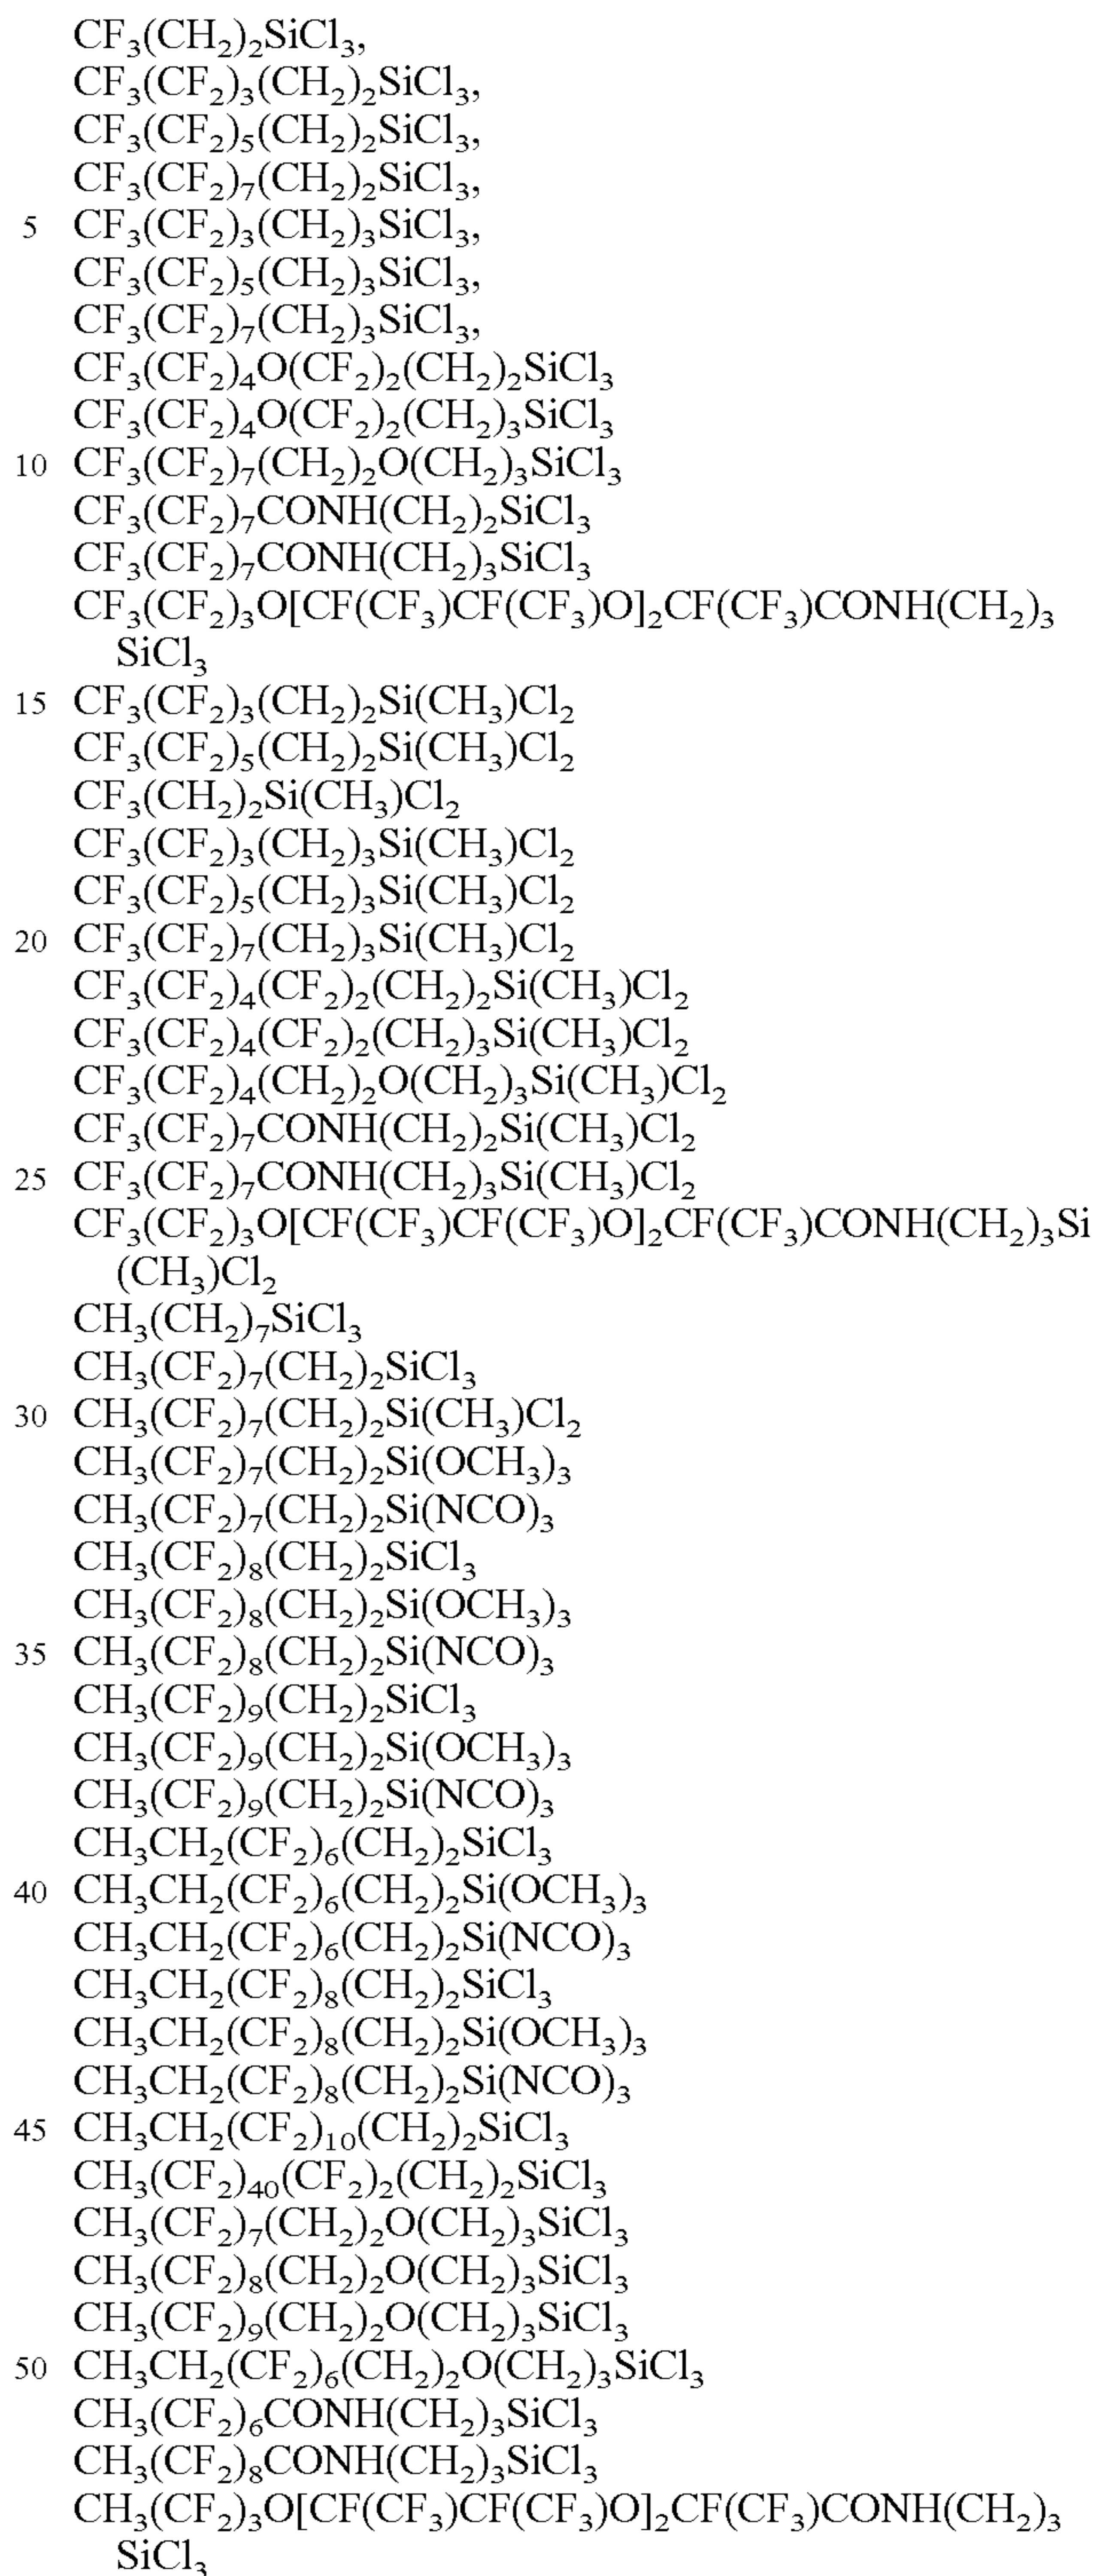 CF₃(CH₂)₂SiCl₃,
CF₃(CF₂)₃(CH₂)₂SiCl₃,
CF₃(CF₂)₅(CH₂)₂SiCl₃,
CF₃(CF₂)₇(CH₂)₂SiCl₃,
5 CF₃(CF₂)₃(CH₂)₃SiCl₃,
CF₃(CF₂)₅(CH₂)₃SiCl₃,
CF₃(CF₂)₇(CH₂)₃SiCl₃,
CF₃(CF₂)₄O(CF₂)₂(CH₂)₂SiCl₃
CF₃(CF₂)₄O(CF₂)₂(CH₂)₃SiCl₃
10 CF₃(CF₂)₇(CH₂)₂O(CH₂)₃SiCl₃
CF₃(CF₂)₇CONH(CH₂)₂SiCl₃
CF₃(CF₂)₇CONH(CH₂)₃SiCl₃
CF₃(CF₂)₃O[CF(CF₃)CF(CF₃)O]₂CF(CF₃)CONH(CH₂)₃
SiCl₃
15 CF₃(CF₂)₃(CH₂)₂Si(CH₃)Cl₂
CF₃(CF₂)₅(CH₂)₂Si(CH₃)Cl₂
CF₃(CH₂)₂Si(CH₃)Cl₂
CF₃(CF₂)₃(CH₂)₃Si(CH₃)Cl₂
CF₃(CF₂)₅(CH₂)₃Si(CH₃)Cl₂
20 CF₃(CF₂)₇(CH₂)₃Si(CH₃)Cl₂
CF₃(CF₂)₄(CF₂)₂(CH₂)₂Si(CH₃)Cl₂
CF₃(CF₂)₄(CF₂)₂(CH₂)₃Si(CH₃)Cl₂
CF₃(CF₂)₄(CH₂)₂O(CH₂)₃Si(CH₃)Cl₂
CF₃(CF₂)₇CONH(CH₂)₂Si(CH₃)Cl₂
25 CF₃(CF₂)₇CONH(CH₂)₃Si(CH₃)Cl₂
CF₃(CF₂)₃O[CF(CF₃)CF(CF₃)O]₂CF(CF₃)CONH(CH₂)₃Si
(CH₃)Cl₂
CH₃(CH₂)₇SiCl₃
CH₃(CF₂)₇(CH₂)₂SiCl₃
30 CH₃(CF₂)₇(CH₂)₂Si(CH₃)Cl₂
CH₃(CF₂)₇(CH₂)₂Si(OCH₃)₃
CH₃(CF₂)₇(CH₂)₂Si(NCO)₃
CH₃(CF₂)₈(CH₂)₂SiCl₃
CH₃(CF₂)₈(CH₂)₂Si(OCH₃)₃
35 CH₃(CF₂)₈(CH₂)₂Si(NCO)₃
CH₃(CF₂)₉(CH₂)₂SiCl₃
CH₃(CF₂)₉(CH₂)₂Si(OCH₃)₃
CH₃(CF₂)₉(CH₂)₂Si(NCO)₃
CH₃CH₂(CF₂)₆(CH₂)₂SiCl₃
40 CH₃CH₂(CF₂)₆(CH₂)₂Si(OCH₃)₃
CH₃CH₂(CF₂)₆(CH₂)₂Si(NCO)₃
CH₃CH₂(CF₂)₈(CH₂)₂SiCl₃
CH₃CH₂(CF₂)₈(CH₂)₂Si(OCH₃)₃
CH₃CH₂(CF₂)₈(CH₂)₂Si(NCO)₃
45 CH₃CH₂(CF₂)₁₀(CH₂)₂SiCl₃
CH₃(CF₂)₄₀(CF₂)₂(CH₂)₂SiCl₃
CH₃(CF₂)₇(CH₂)₂O(CH₂)₃SiCl₃
CH₃(CF₂)₈(CH₂)₂O(CH₂)₃SiCl₃
CH₃(CF₂)₉(CH₂)₂O(CH₂)₃SiCl₃
50 CH₃CH₂(CF₂)₆(CH₂)₂O(CH₂)₃SiCl₃
CH₃(CF₂)₆CONH(CH₂)₃SiCl₃
CH₃(CF₂)₈CONH(CH₂)₃SiCl₃
CH₃(CF₂)₃O[CF(CF₃)CF(CF₃)O]₂CF(CF₃)CONH(CH₂)₃
SiCl₃